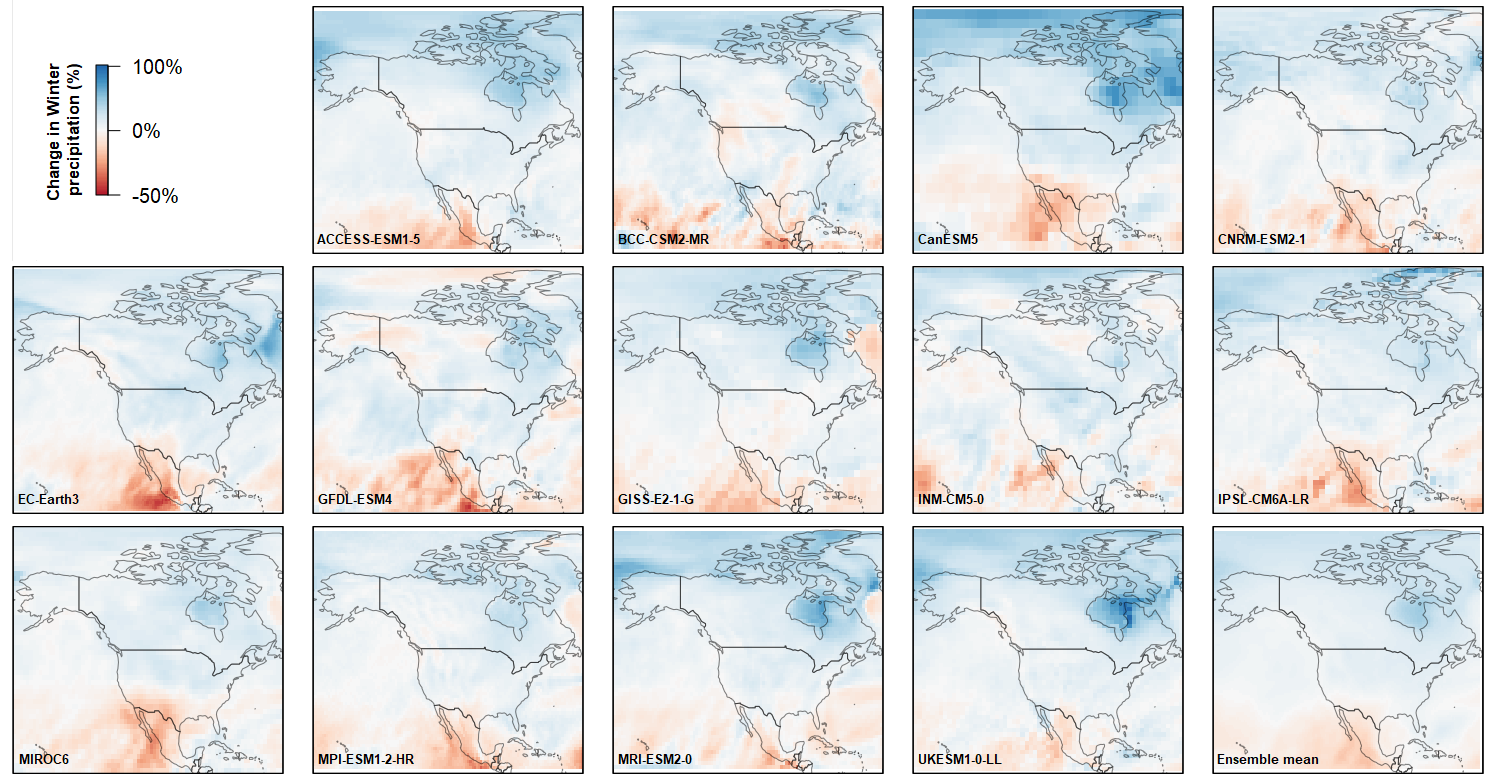 Change in Winter
precipitation (%)
100%
0%
-50%
ACCESS-ESM1-5
BCC-CSM2-MR
CanESM5
CNRM-ESM2-1
EC-Earth3
GFDL-ESM4
GISS-E2-1-G
INM-CM5-0
IPSL-CM6A-LR
MIROC6
MPI-ESM1-2-HR
MRI-ESM2-0
UKESM1-0-LL
Ensemble mean